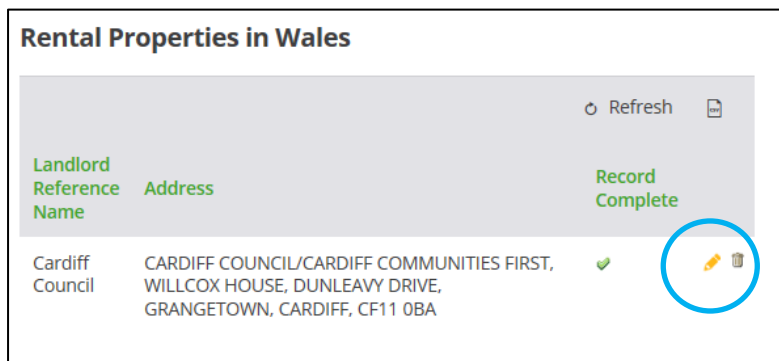 Rental Properties in Wales
Refresh
csv
Landlord
Reference
Name
Address
Record
Complete
Cardiff
Council
CARDIFF COUNCIL/CARDIFF COMMUNITIES FIRST,
WILLCOX HOUSE, DUNLEAVY DRIVE,
GRANGETOWN, CARDIFF, CF11 0BA